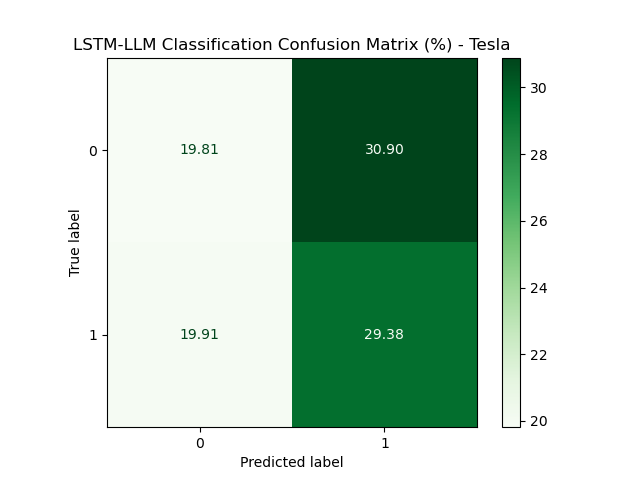 LSTM-LLM Classification Confusion Matrix (%) - Tesla
30
0 19.81 30.90
28
26
True label
24
1 19.91 29.38
22
20
0 1
Predicted label